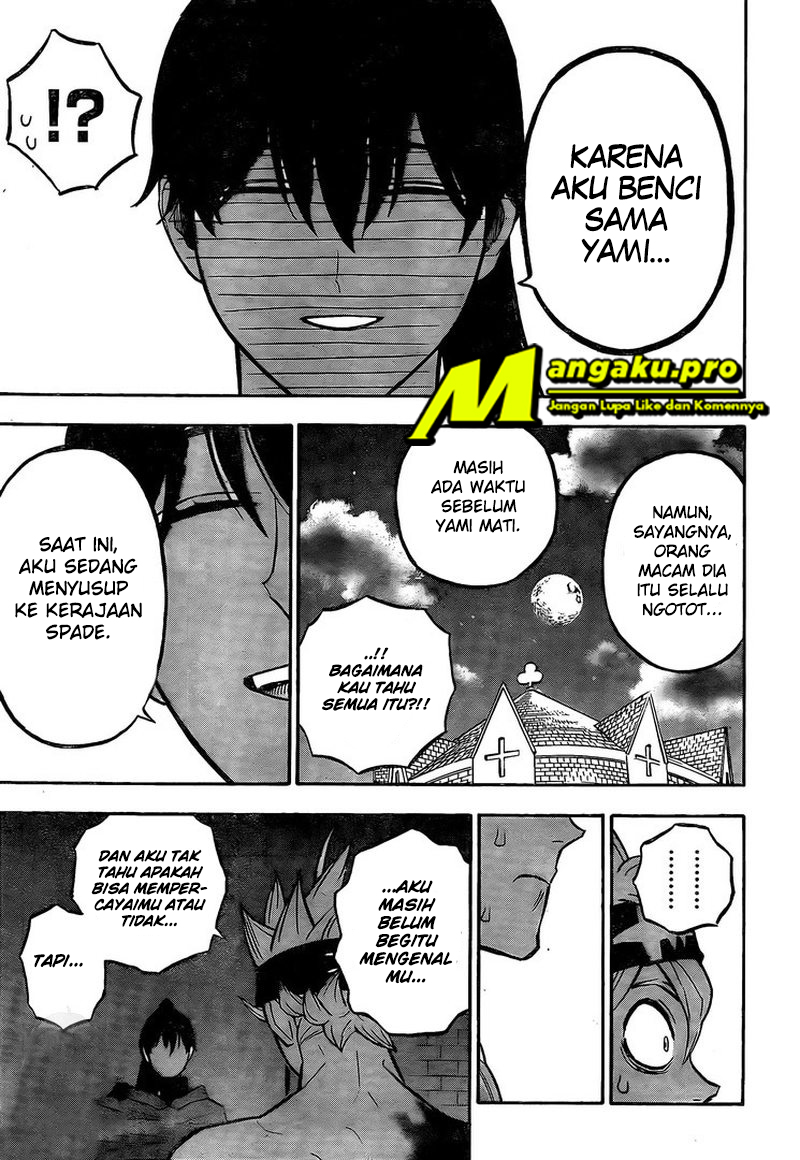 KARENA
AKU BENCI
SAMA
YAMI...
!?
Mangaku.pro
Jangan Lupa Like dan Komennya
NAMUN,
SAYANGNYA,
ORANG
MACAM DIA
ITU SELALU
NGOTOT...
MASIH
ADA WAKTU
SEBELUM
YAMI MATI.
..!!
BAGAIMANA
KAU TAHU
SEMUA ITU?!!
SAAT INI,
AKU SEDANG
MENYUSUP
KE KERAJAAN
SPADE.
...AKU
MASIH
BELUM
BEGITU
MENGENAL
MU...
DAN AKU TAK
TAHU APAKAH
BISA MEMPER-
CAYAIMU ATAU
TIDAK...
TAPI...